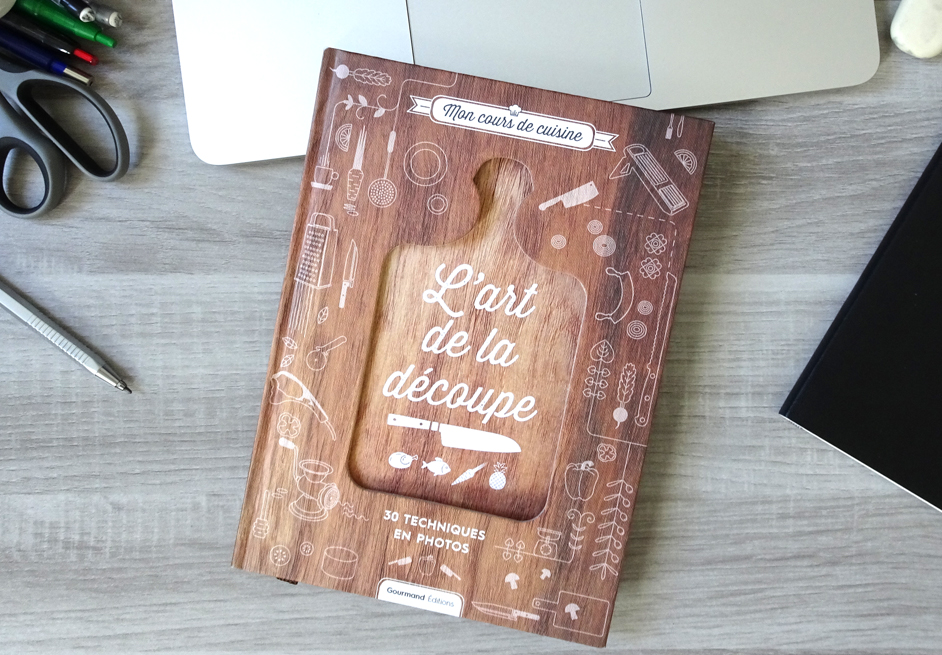 Mon cours de cuisine
L'art
de la
découpe
30 TECHNIQUES
EN PHOTOS
Gourmand Éditions